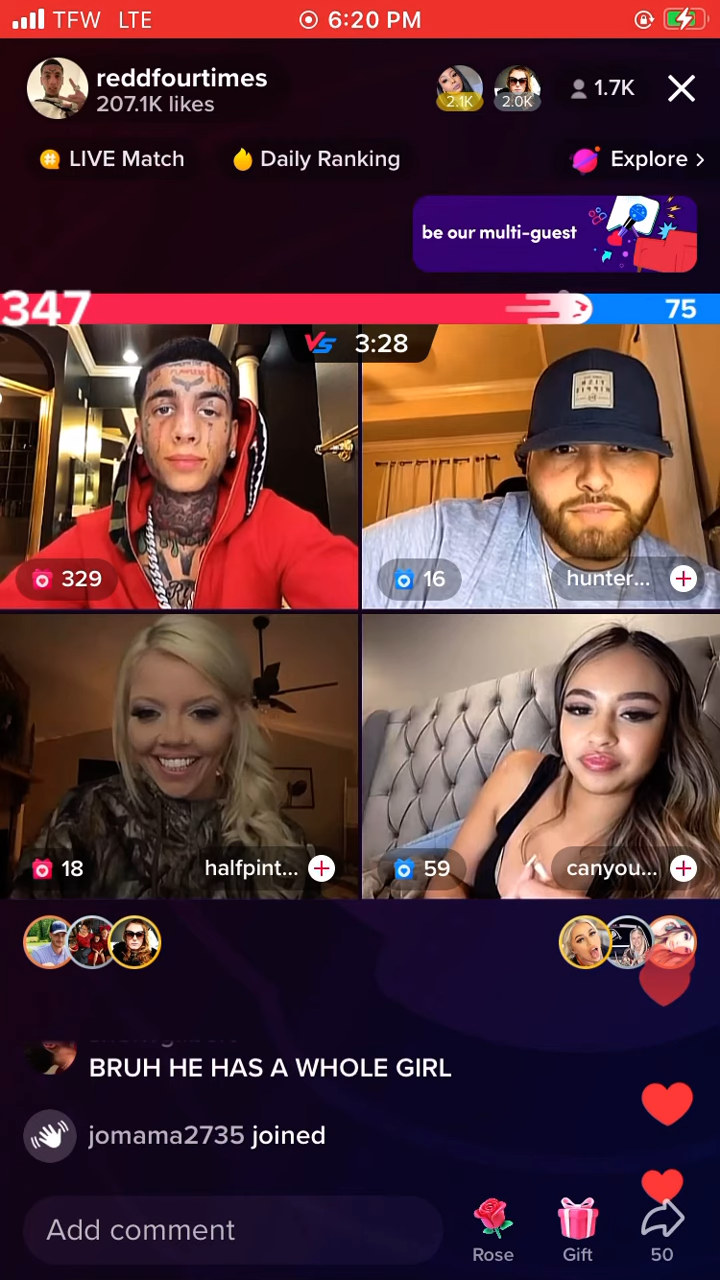 TFW LTE 6:20 PM
reddfourtimes
207.1K likes
2.1K 2.0K 1.7K
LIVE Match Daily Ranking Explore >
be our multi-guest
347 75
VS 3:28
329
16 hunter...
18 halfpint...
59 canyou...
BRUH HE HAS A WHOLE GIRL
jomama2735 joined
Add comment
Rose Gift 50